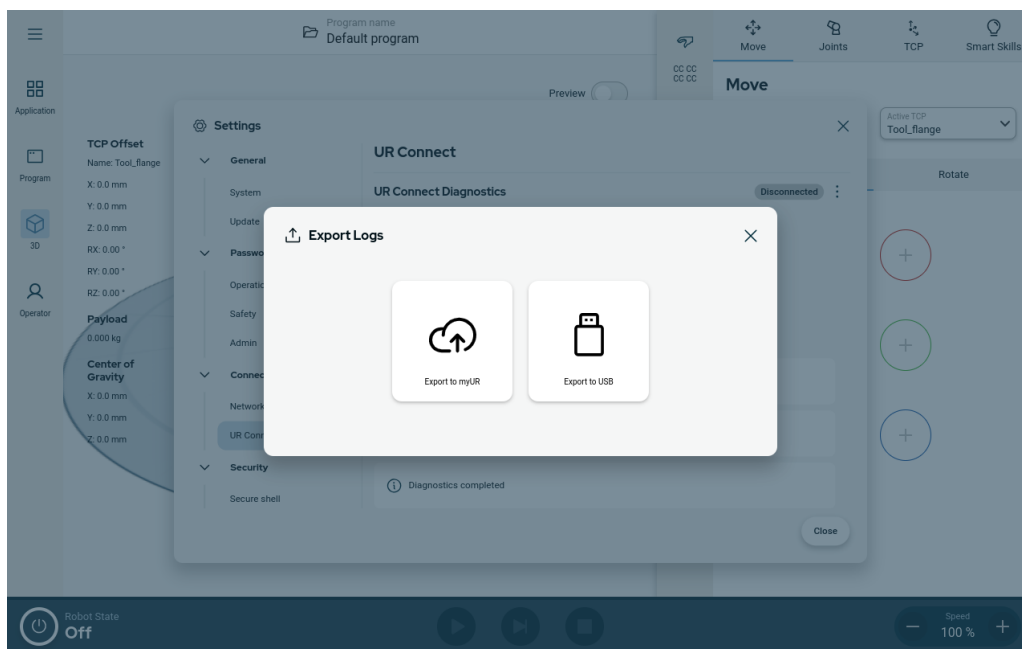 Program name
Default program
Application
Program
3D
Operator
Preview
TCP Offset
Name: Tool_flange
X: 0.0 mm
Y: 0.0 mm
Z: 0.0 mm
RX: 0.00 °
RY: 0.00 °
RZ: 0.00 °
Payload
0.000 kg
Center of
Gravity
X: 0.0 mm
Y: 0.0 mm
Z: 0.0 mm
Settings
General
System
Update
Passwo
Operatic
Safety
Admin
Connec
Network
UR Conr
Security
Secure shell
UR Connect
UR Connect Diagnostics
Disconnected
Export Logs
Export to myUR
Export to USB
Diagnostics completed
Close
CC CC
CC CC
Move
Joints
TCP
Smart Skills
Move
Active TCP
Tool_flange
Rotate
Robot State
Off
Speed
100 %